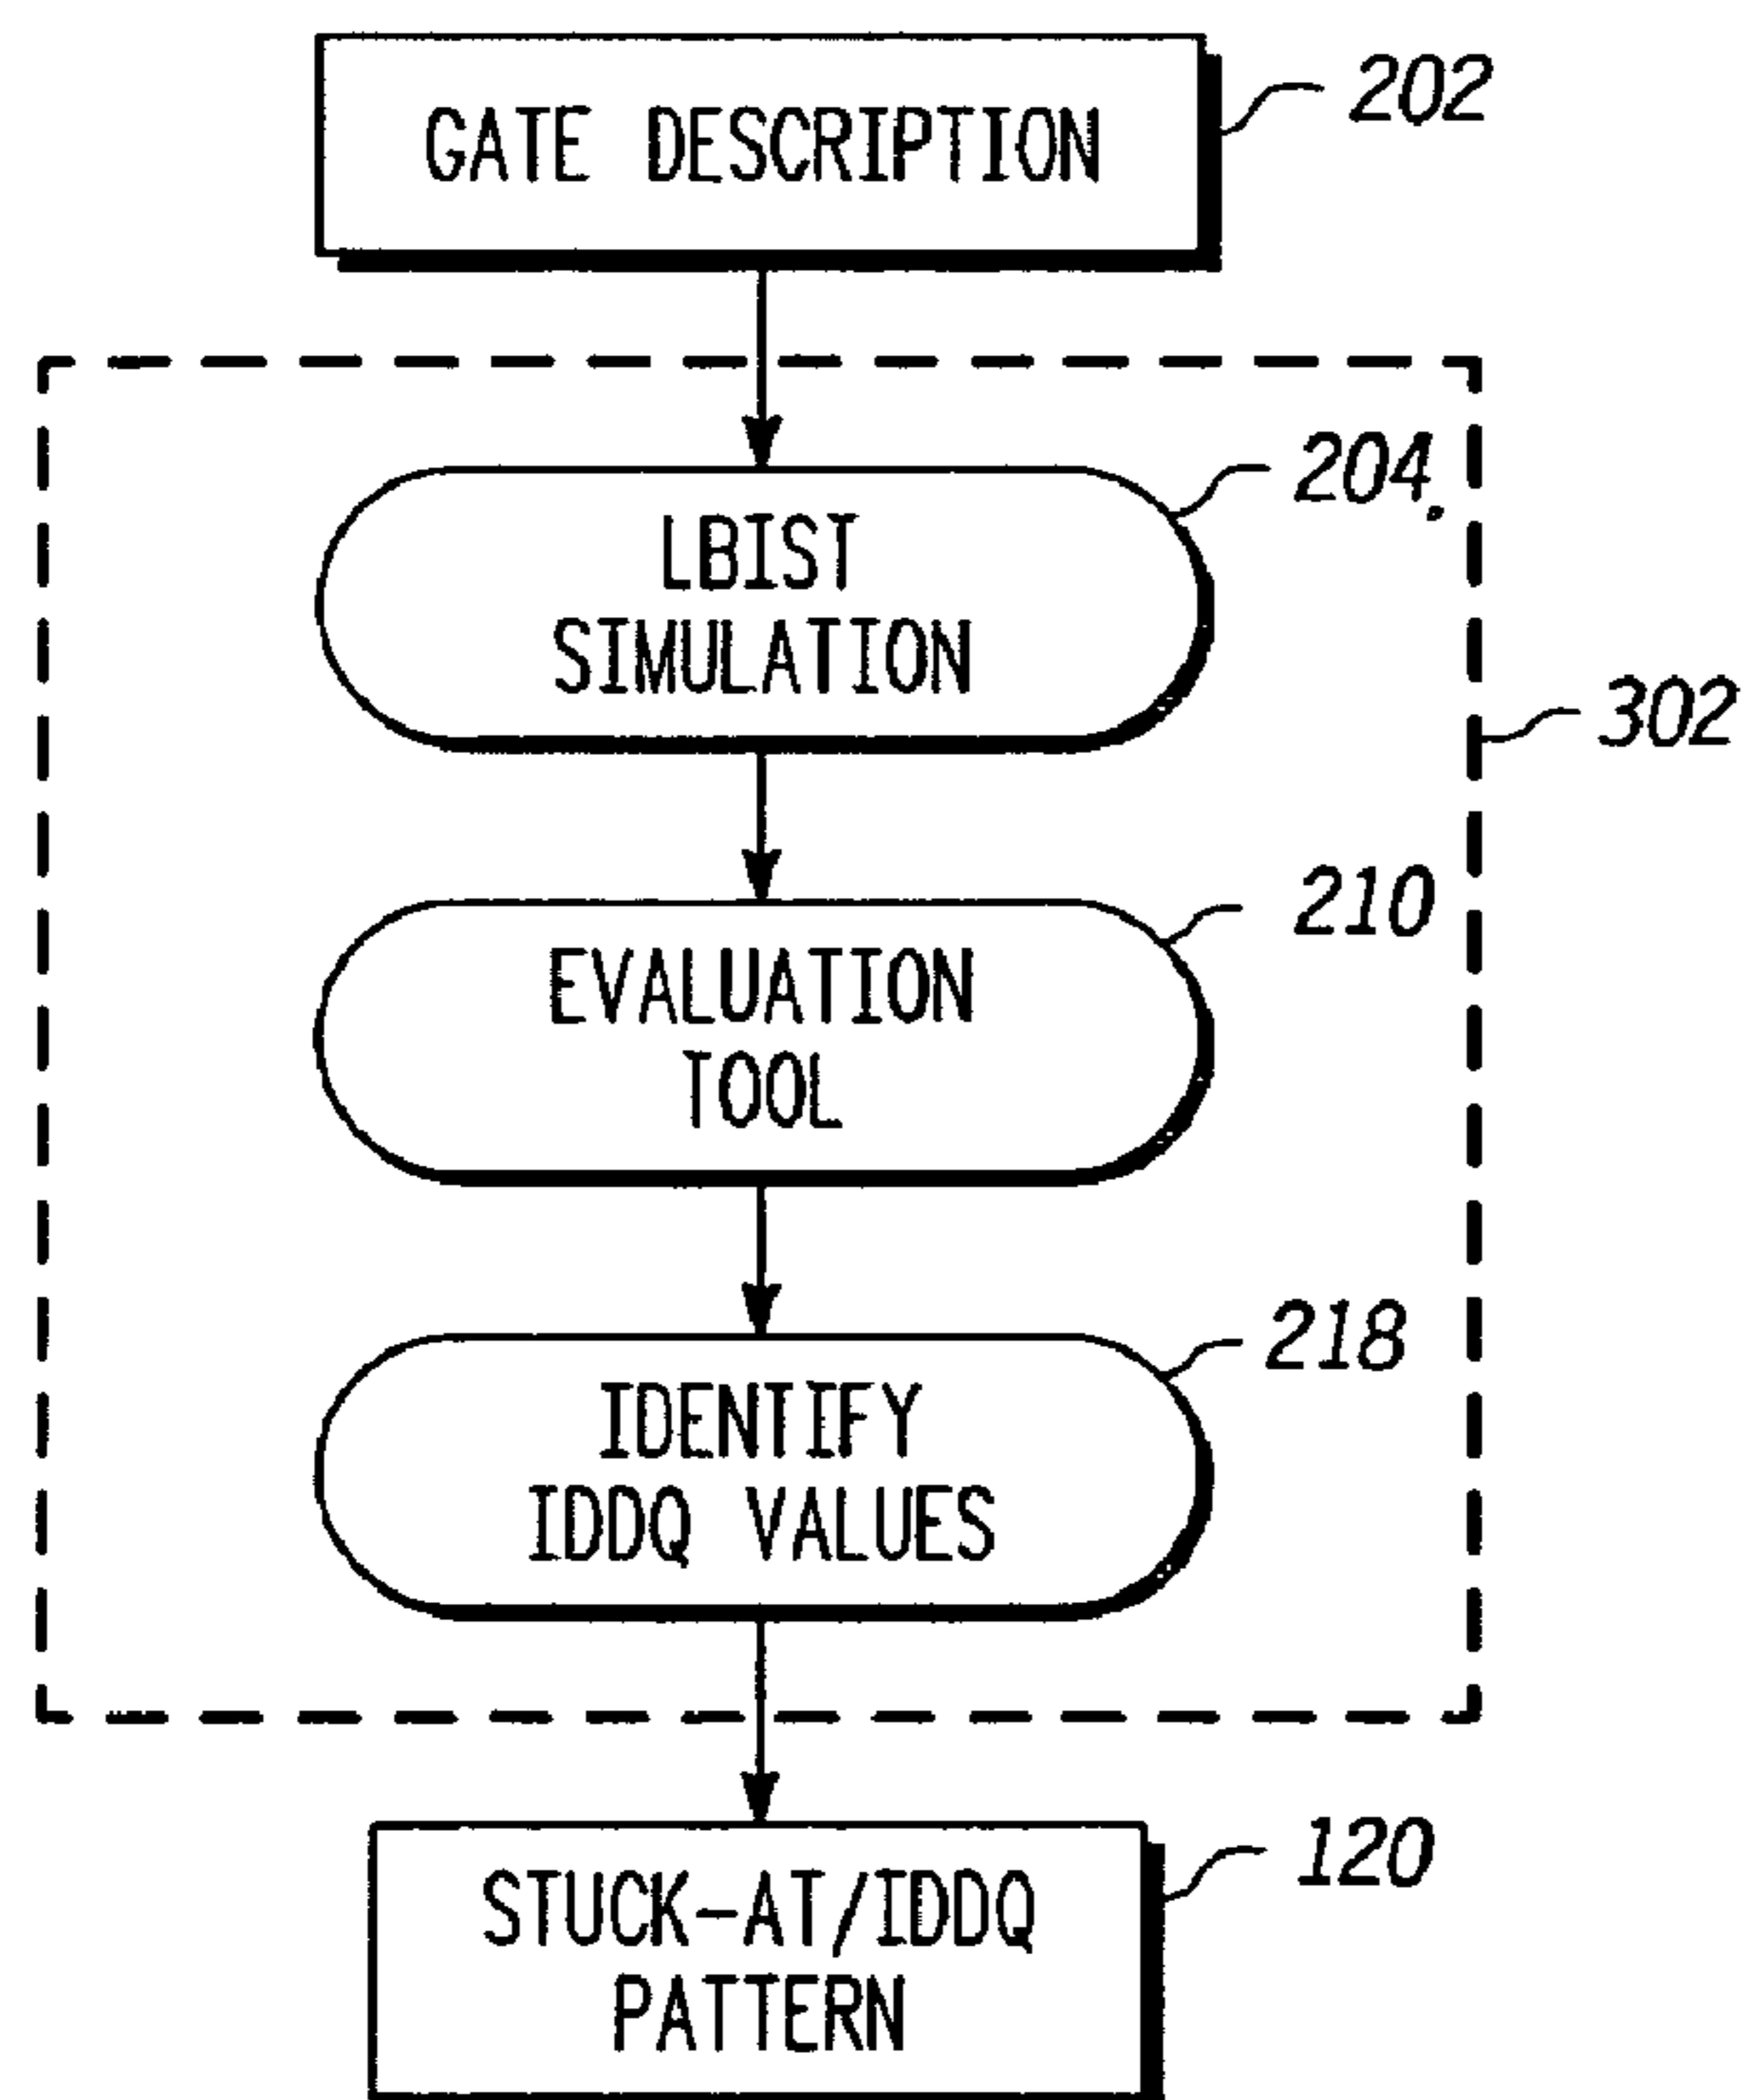 GATE DESCRIPTION
202
LBIST
SIMULATION
204.
302
EVALUATION
TOOL
210
IDENTIFY
IDDQ VALUES
218
STUCK-AT/IDDQ
PATTERN
120